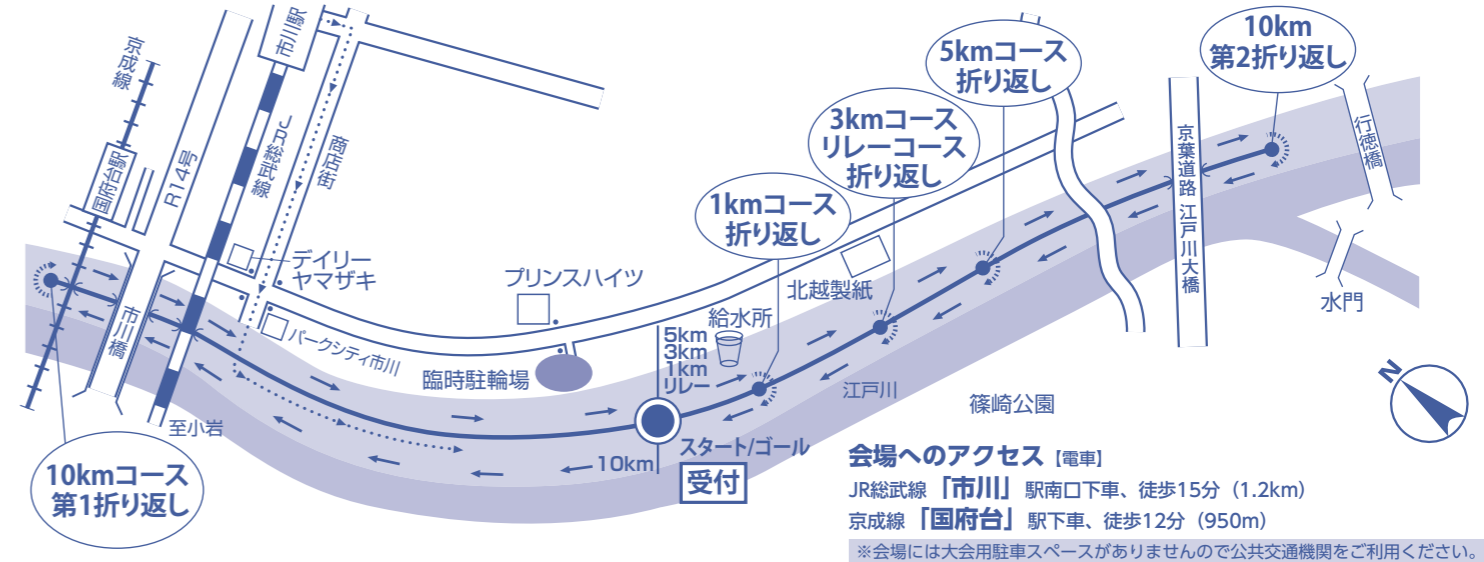 京成線
国府台駅
R14号
市川駅
JR総武線
商店街
デイリー
ヤマザキ
パークシティ市川
市川橋
至小岩
10kmコース
第1折り返し
プリンスハイツ
臨時駐輪場
5km
3km
1km
リレー
給水所
10km
スタート/ゴール
受付
1kmコース
折り返し
3kmコース
リレーコース
折り返し
5kmコース
折り返し
10km
第2折り返し
北越製紙
江戸川
篠崎公園
京葉道路 江戸川大橋
行徳橋
水門
N
会場へのアクセス【電車】
JR総武線「市川」駅南口下車、徒歩15分（1.2km）
京成線「国府台」駅下車、徒歩12分（950m）
※会場には大会用駐車スペースがありませんので公共交通機関をご利用ください。